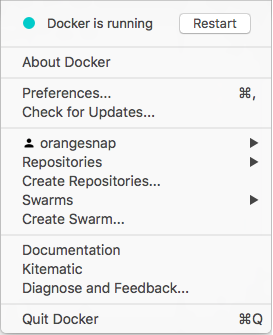 Docker is running Restart
About Docker
Preferences... ⌘,
Check for Updates...
orangesnap
Repositories
Create Repositories...
Swarms
Create Swarm...
Documentation
Kitematic
Diagnose and Feedback...
Quit Docker ⌘Q